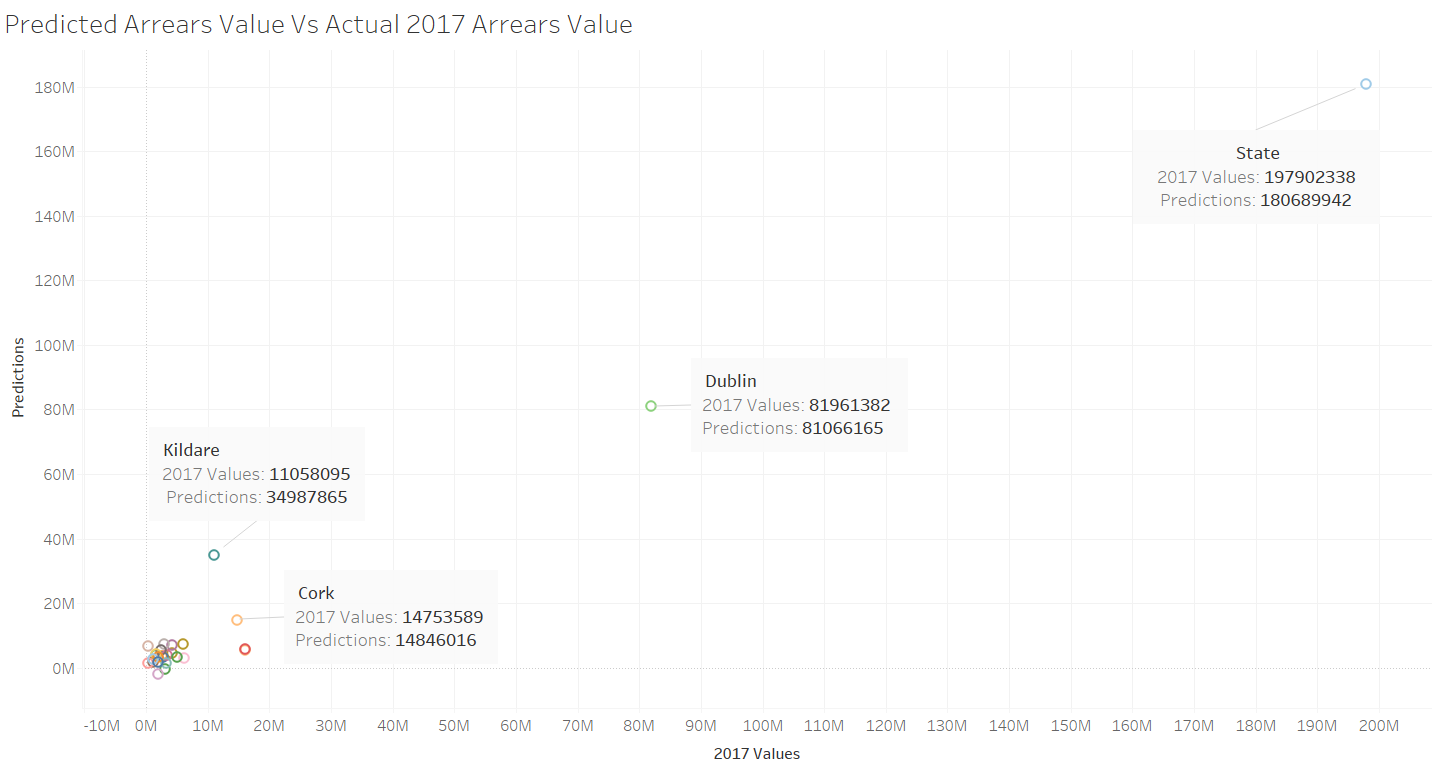 Predicted Arrears Value Vs Actual 2017 Arrears Value
180M
160M
140M
120M
100M
80M
60M
40M
20M
0M
Predictions
State
2017 Values: 197902338
Predictions: 180689942
Dublin
2017 Values: 81961382
Predictions: 81066165
Kildare
2017 Values: 11058095
Predictions: 34987865
Cork
2017 Values: 14753589
Predictions: 14846016
-10M 0M 10M 20M 30M 40M 50M 60M 70M 80M 90M 100M 110M 120M 130M 140M 150M 160M 170M 180M 190M 200M
2017 Values